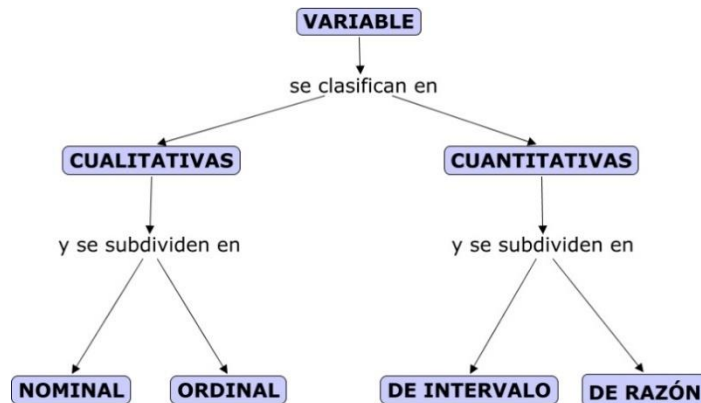 VARIABLE
se clasifican en
CUALITATIVAS
CUANTITATIVAS
y se subdividen en
y se subdividen en
NOMINAL
ORDINAL
DE INTERVALO
DE RAZÓN